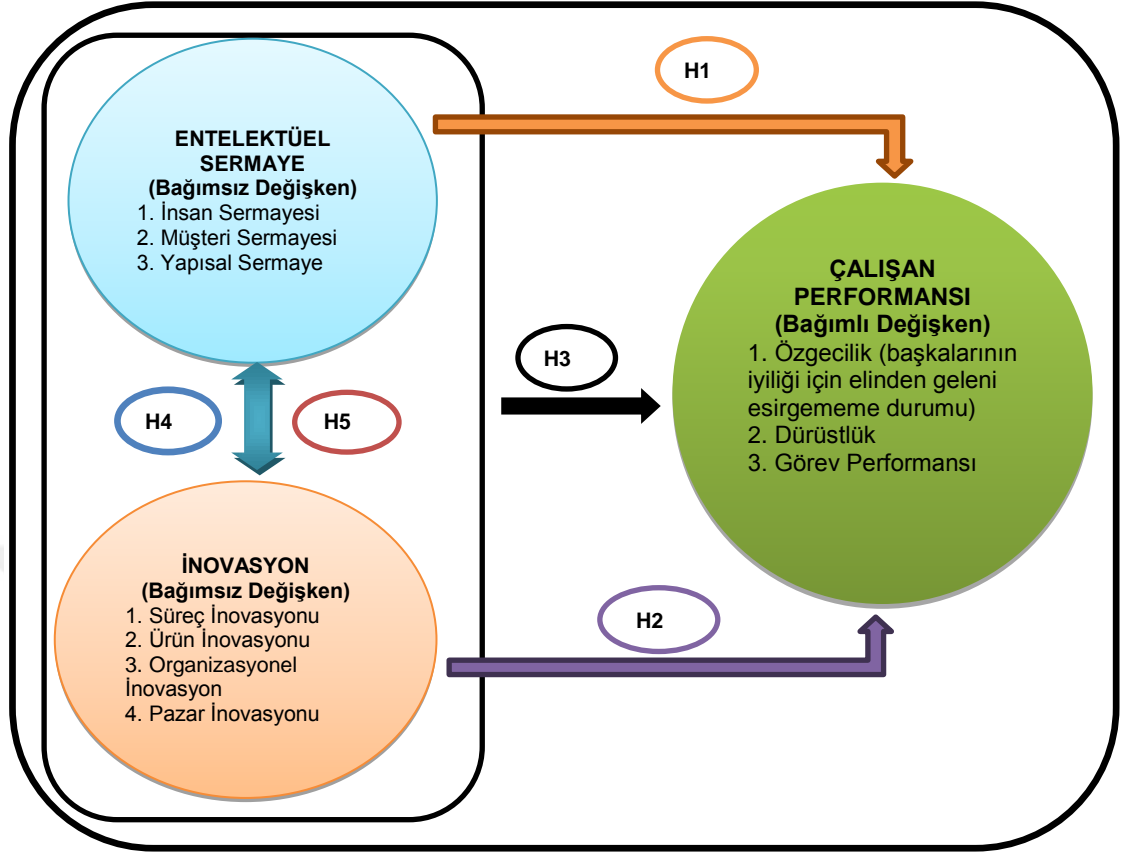 H1
ENTELEKTÜEL
SERMAYE
(Bağımsız Değişken)
1. İnsan Sermayesi
2. Müşteri Sermayesi
3. Yapısal Sermaye
ÇALIŞAN
PERFORMANSI
(Bağımlı Değişken)
1. Özgecilik (başkalarının
iyiliği için elinden geleni
esirgememe durumu)
2. Dürüstlük
3. Görev Performansı
H3
H4
H5
İNOVASYON
(Bağımsız Değişken)
1. Süreç İnovasyonu
2. Ürün İnovasyonu
3. Organizasyonel
İnovasyon
4. Pazar İnovasyonu
H2